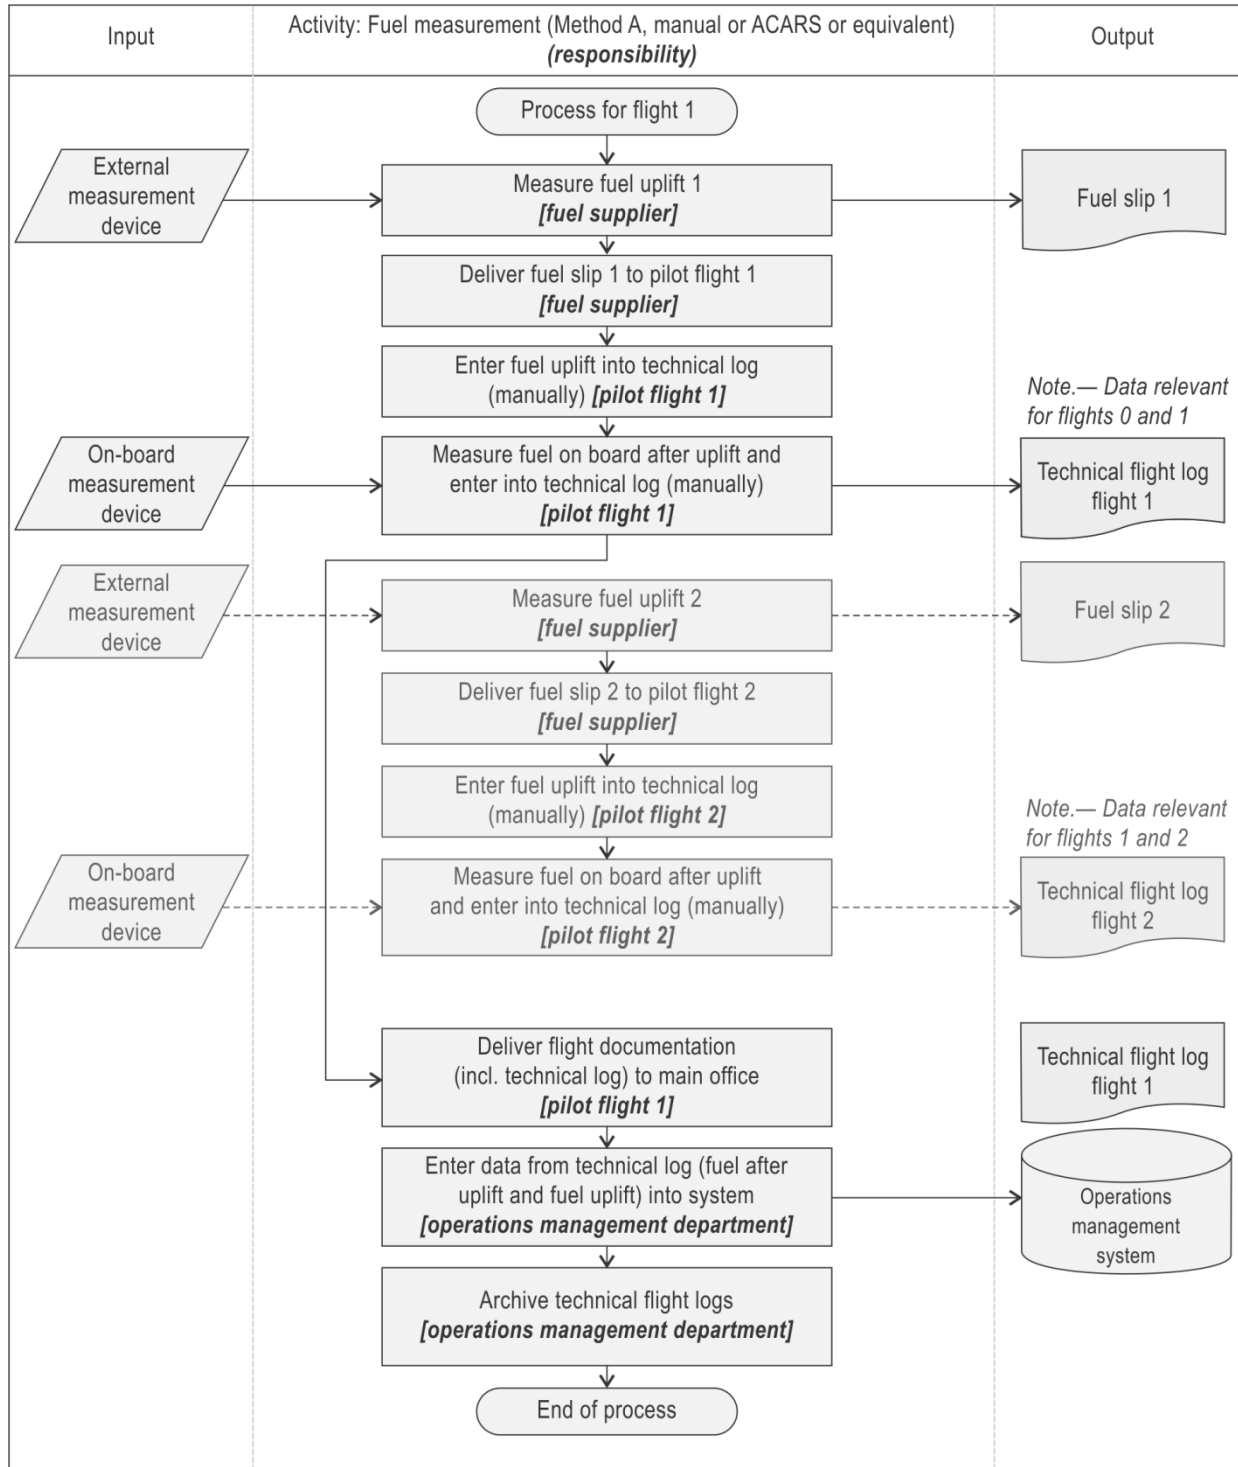 Input
Activity: Fuel measurement (Method A, manual or ACARS or equivalent)
(responsibility)
Output
Process for flight 1
External
measurement
device
Measure fuel uplift 1
[fuel supplier]
Fuel slip 1
Deliver fuel slip 1 to pilot flight 1
[fuel supplier]
Enter fuel uplift into technical log
(manually) [pilot flight 1]
Note.— Data relevant
for flights 0 and 1
On-board
measurement
device
Measure fuel on board after uplift and
enter into technical log (manually)
[pilot flight 1]
Technical flight log
flight 1
External
measurement
device
Measure fuel uplift 2
[fuel supplier]
Fuel slip 2
Deliver fuel slip 2 to pilot flight 2
[fuel supplier]
Enter fuel uplift into technical log
(manually) [pilot flight 2]
Note.— Data relevant
for flights 1 and 2
On-board
measurement
device
Measure fuel on board after uplift
and enter into technical log (manually)
[pilot flight 2]
Technical flight log
flight 2
Deliver flight documentation
(incl. technical log) to main office
[pilot flight 1]
Technical flight log
flight 1
Enter data from technical log (fuel after
uplift and fuel uplift) into system
[operations management department]
Operations
management
system
Archive technical flight logs
[operations management department]
End of process